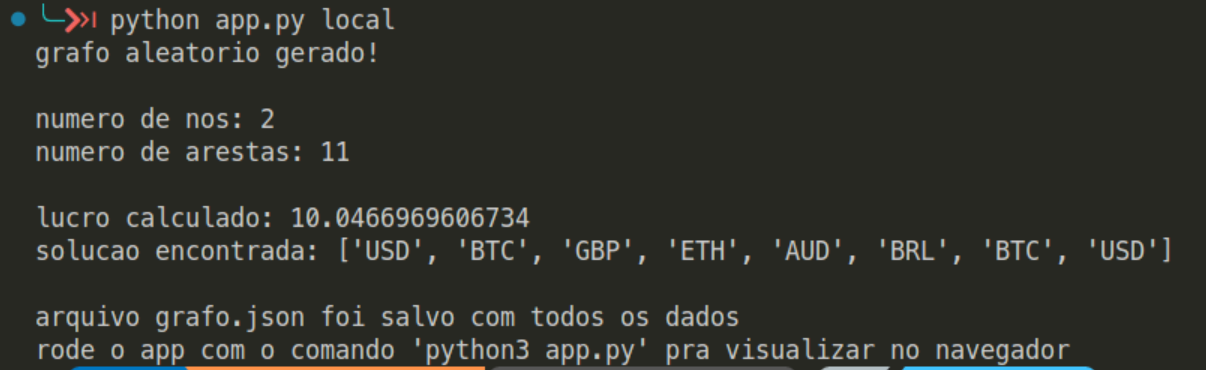 python app.py local
grafo aleatorio gerado!
numero de nos: 2
numero de arestas: 11
lucro calculado: 10.0466969606734
solucao encontrada: ['USD', 'BTC', 'GBP', 'ETH', 'AUD', 'BRL', 'BTC', 'USD']
arquivo grafo.json foi salvo com todos os dados
rode o app com o comando 'python3 app.py' pra visualizar no navegador